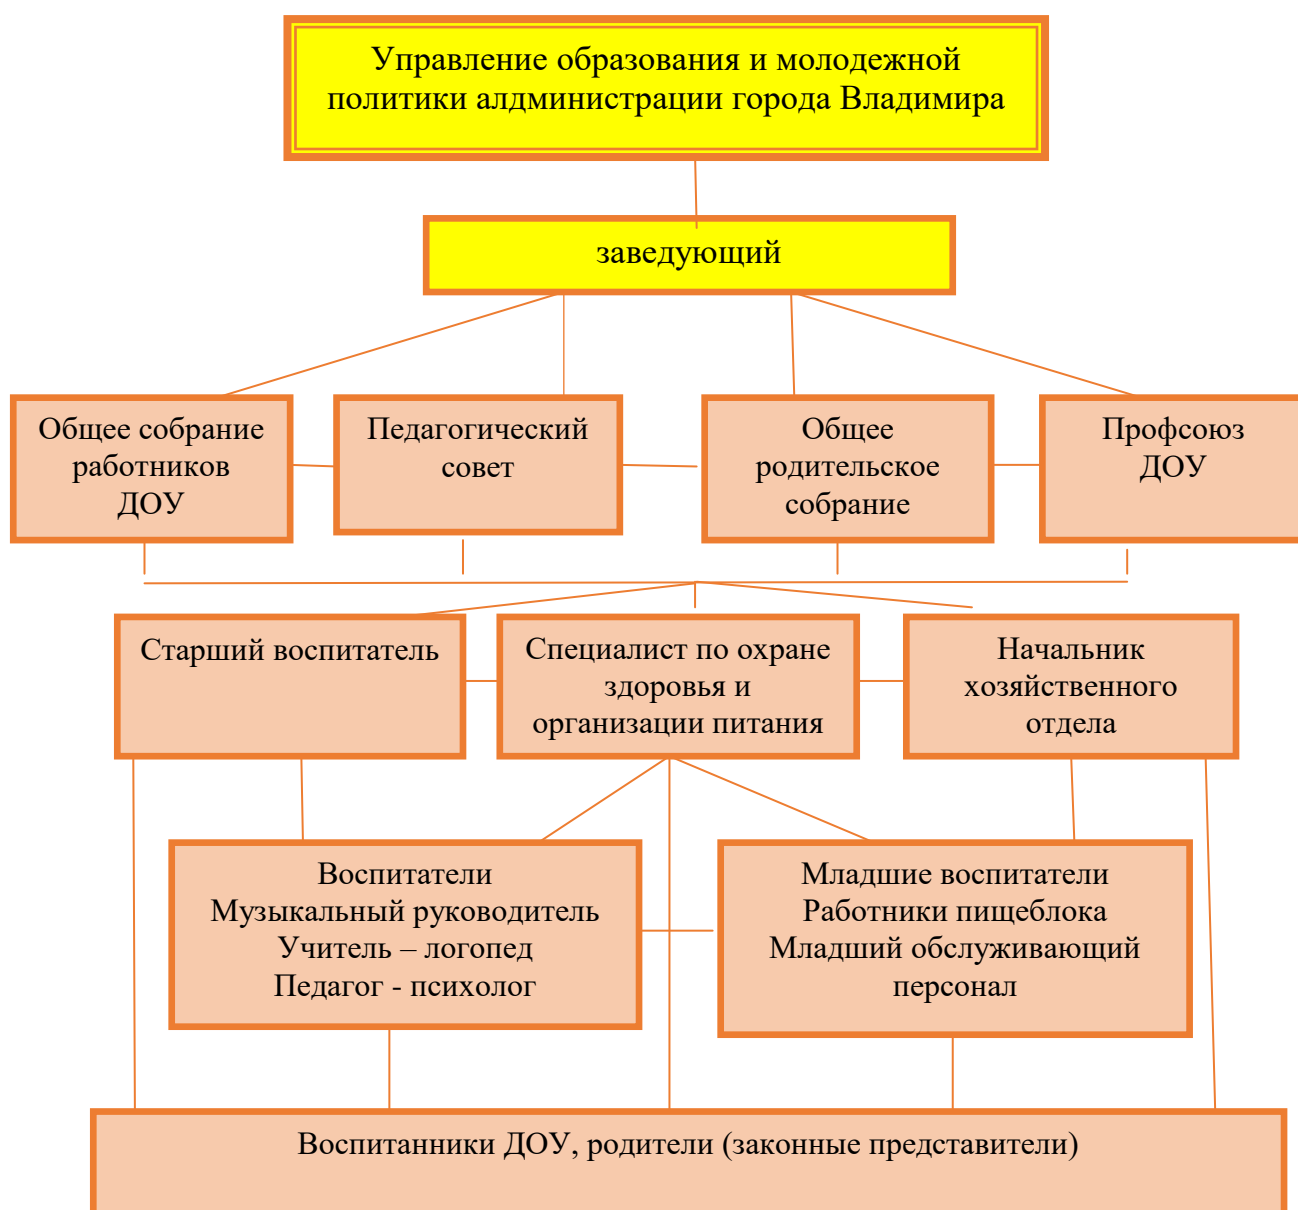 Управление образования и молодежной
политики алдминистрации города Владимира
заведующий
Общее собрание
работников
ДОУ
Педагогический
совет
Общее
родительское
собрание
Профсоюз
ДОУ
Старший воспитатель
Специалист по охране
здоровья и
организации питания
Начальник
хозяйственного
отдела
Воспитатели
Музыкальный руководитель
Учитель – логопед
Педагог - психолог
Младшие воспитатели
Работники пищеблока
Младший обслуживающий
персонал
Воспитанники ДОУ, родители (законные представители)